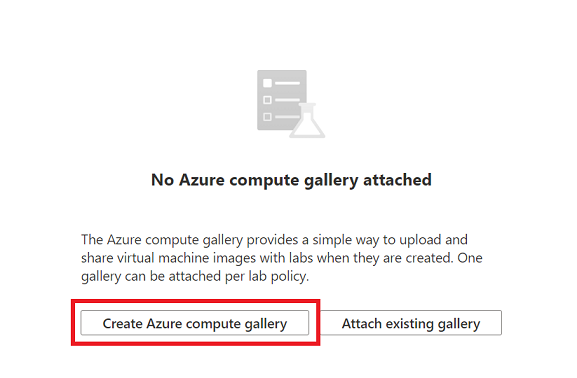 No Azure compute gallery attached
The Azure compute gallery provides a simple way to upload and
share virtual machine images with labs when they are created. One
gallery can be attached per lab policy.
Create Azure compute gallery
Attach existing gallery